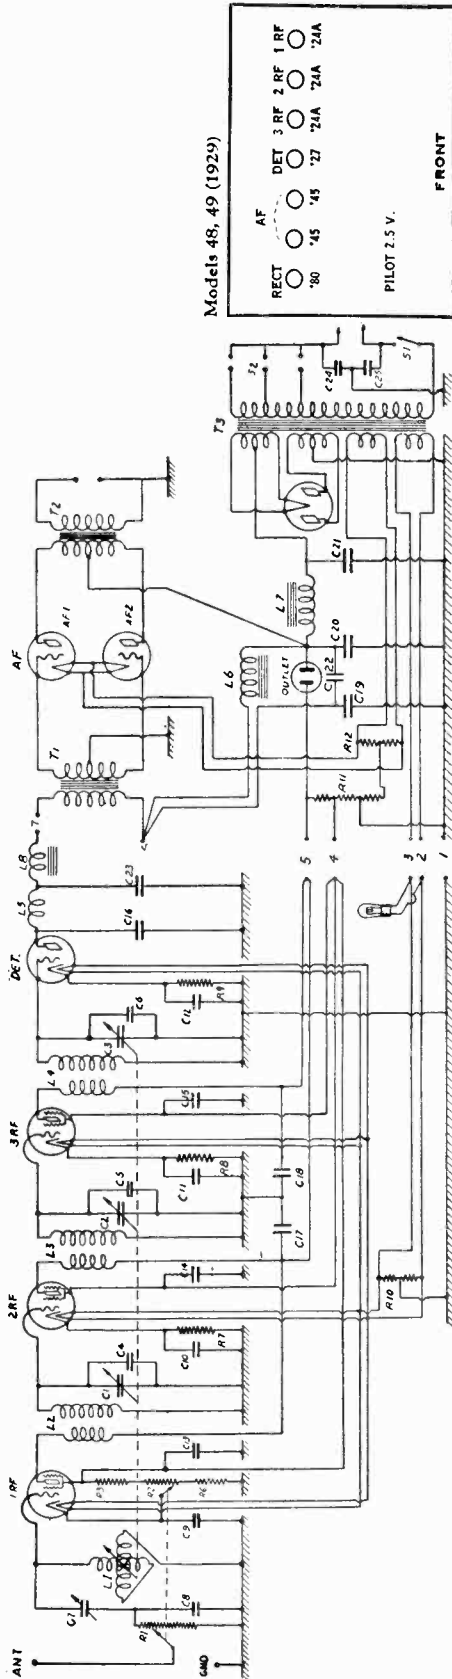 Models 48, 49 (1929)
RECT AF DET 3 RF 2 RF 1 RF
'80 '45 '45 '27 '24A '24A '24A
PILOT 2.5 V.
FRONT
ANT
1RF
2RF
3RF
DET.
AF
AF1
AF2
L1
L2
L3
L4
L5
L8
T1
T2
T3
L6
L7
OUTLET
S2
S1
C1
C4
C2
C5
C3
C6
C8
C9
C10
C11
C12
C13
C14
C15
C16
C23
C17
C18
C19
C20
C21
C22
C24
C25
R1
R2
R3
R6
R7
R8
R9
R10
R11
R12
7
5
4
3
2
1
GND